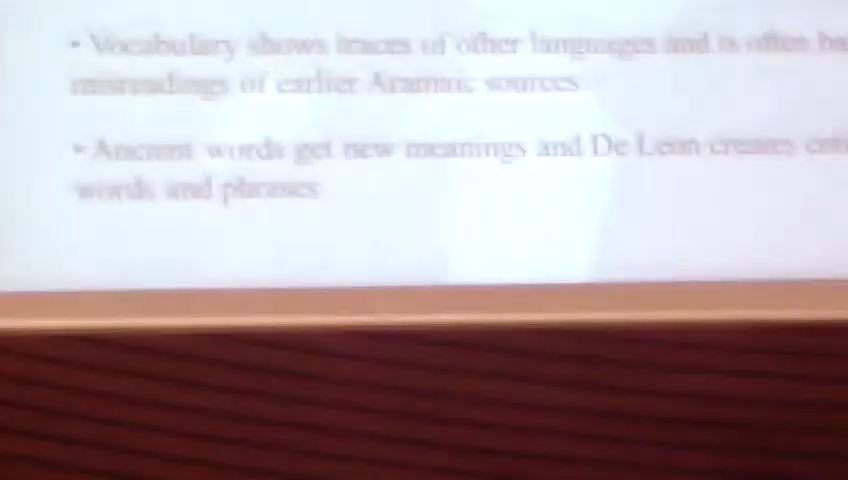 • Vocabulary shows traces of other languages and is often ba
misreadings of earlier Aramaic sources
• Ancient words get new meanings and De Leon creates
words and phrases